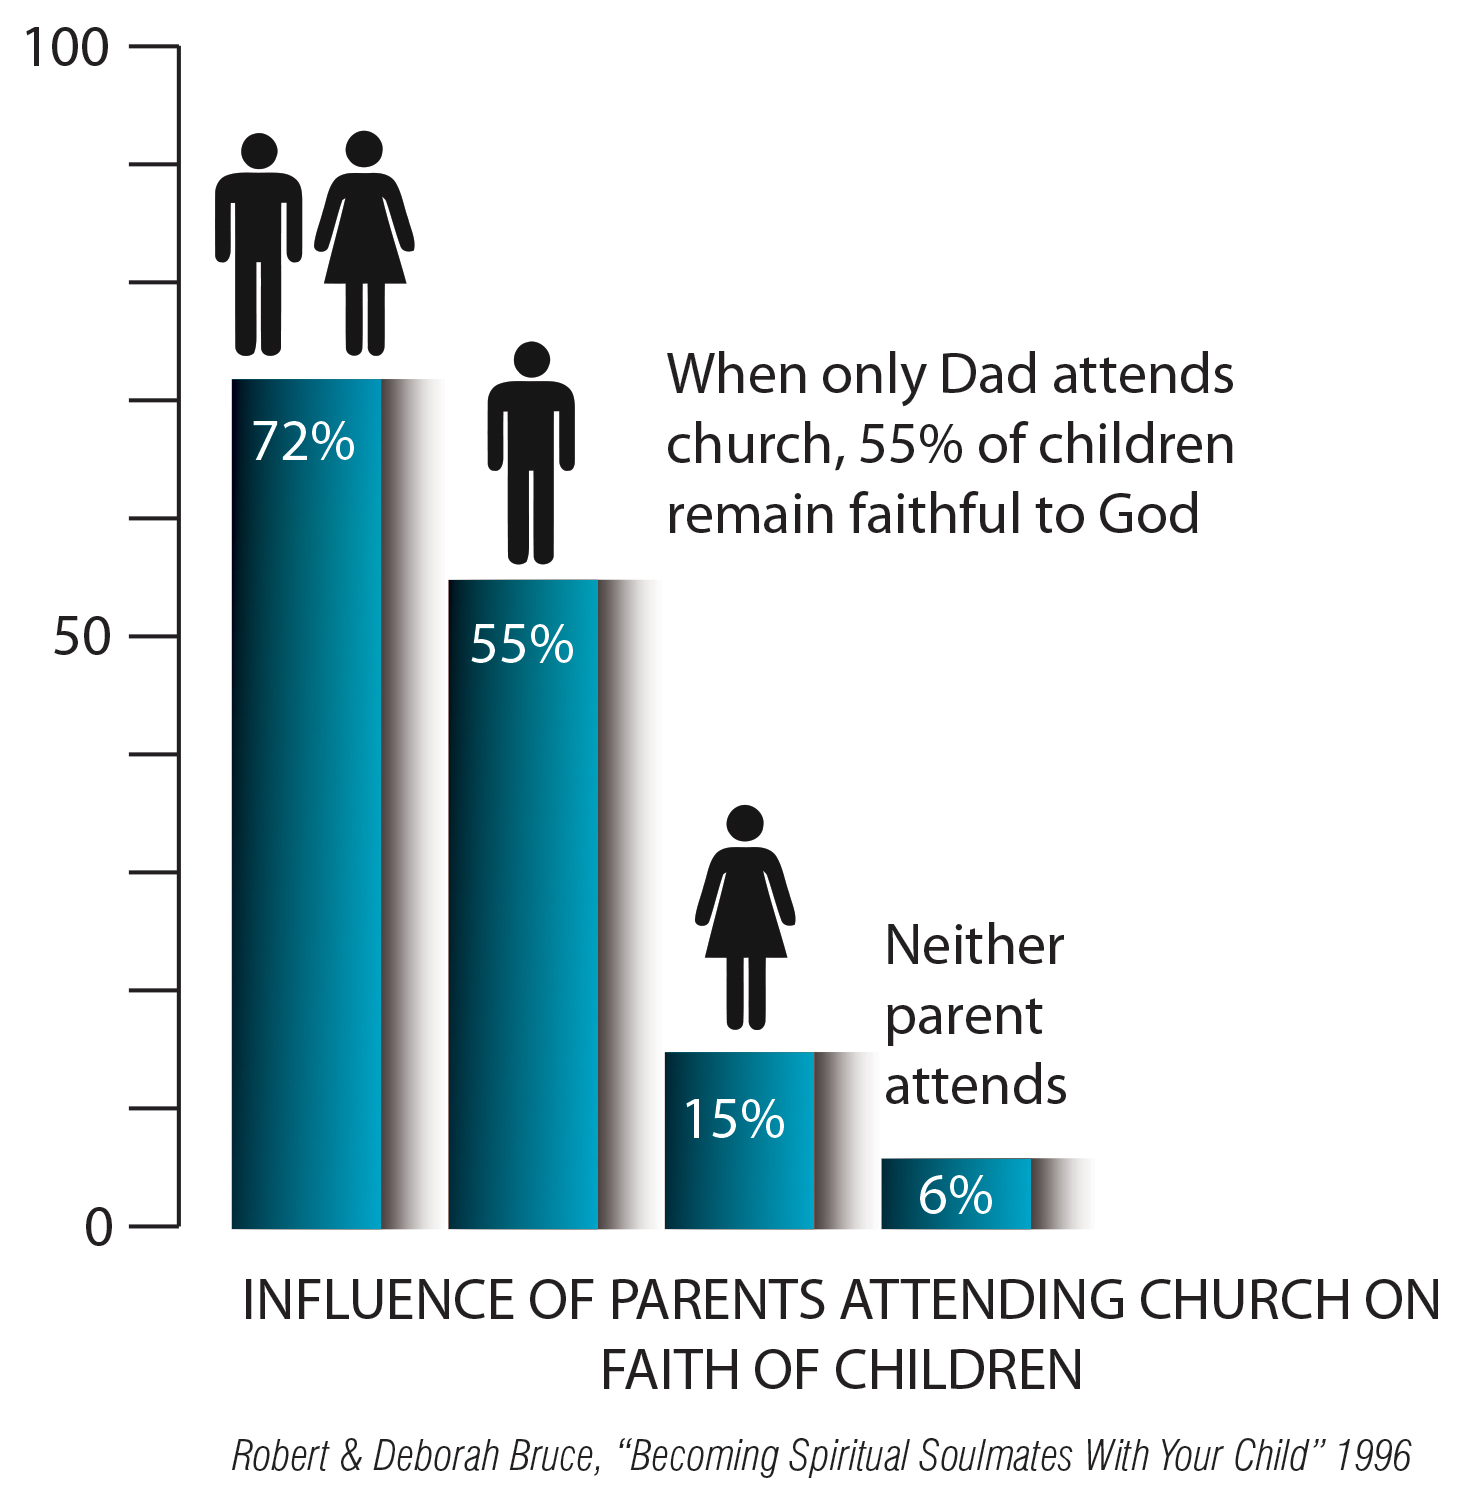 100
72%
When only Dad attends
church, 55% of children
remain faithful to God
50
55%
Neither
parent
attends
15%
6%
0
INFLUENCE OF PARENTS ATTENDING CHURCH ON
FAITH OF CHILDREN
Robert & Deborah Bruce, “Becoming Spiritual Soulmates With Your Child” 1996